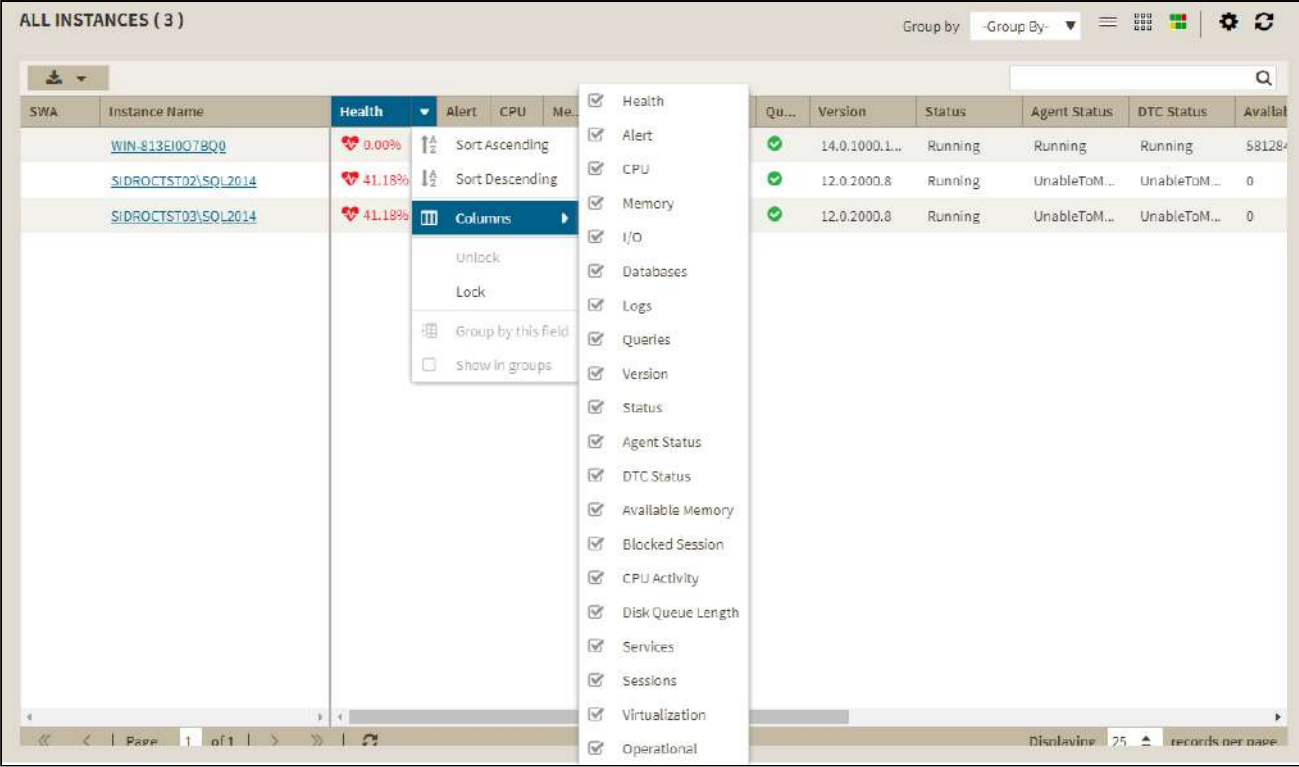 ALL INSTANCES ( 3 )
Group by -Group By-
SWA Instance Name Health Alert CPU Me... Qu... Version Status Agent Status DTC Status Availal
WIN-813EI0O7BQ0 0.00% 14.0.1000.1... Running Running Running 581284
SIDROCTST02\SQL2014 41.18% 12.0.2000.8 Running UnableToM... UnableToM... 0
SIDROCTST03\SQL2014 41.18% 12.0.2000.8 Running UnableToM... UnableToM... 0
Sort Ascending
Sort Descending
Columns
Unlock
Lock
Group by this field
Show in groups
Health
Alert
CPU
Memory
I/O
Databases
Logs
Queries
Version
Status
Agent Status
DTC Status
Available Memory
Blocked Session
CPU Activity
Disk Queue Length
Services
Sessions
Virtualization
Operational
Page 1 of 1
Displaying 25 records per page